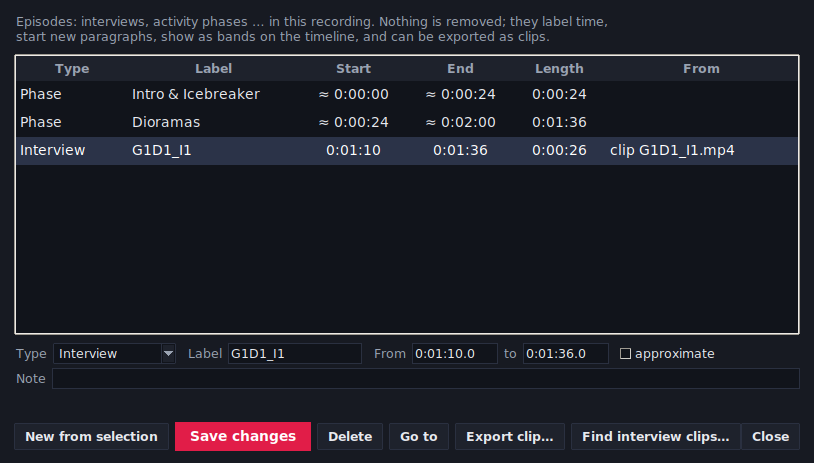 Episodes: interviews, activity phases … in this recording. Nothing is removed; they label time,
start new paragraphs, show as bands on the timeline, and can be exported as clips.
Type Label Start End Length From
Phase Intro & Icebreaker ≈ 0:00:00 ≈ 0:00:24 0:00:24
Phase Dioramas ≈ 0:00:24 ≈ 0:02:00 0:01:36
Interview G1D1_I1 0:01:10 0:01:36 0:00:26 clip G1D1_I1.mp4
Type Interview Label G1D1_I1 From 0:01:10.0 to 0:01:36.0 approximate
Note
New from selection Save changes Delete Go to Export clip… Find interview clips… Close